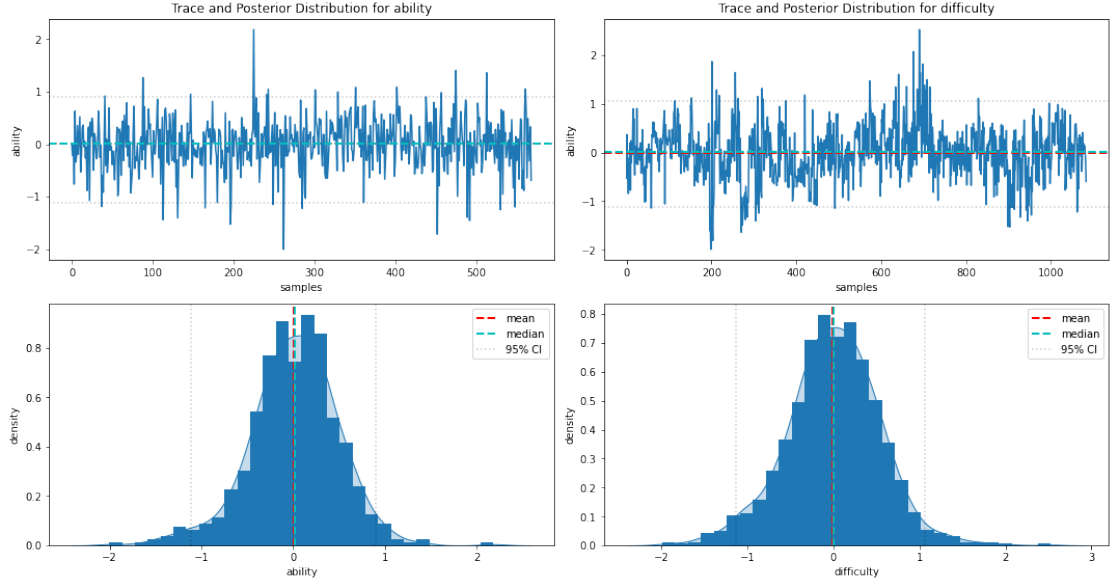 Trace and Posterior Distribution for ability
2
1
0
−1
−2
ability
0 100 200 300 400 500
samples
Trace and Posterior Distribution for difficulty
2
1
0
−1
−2
ability
0 200 400 600 800 1000
samples
mean
median
95% CI
0.8
0.6
0.4
0.2
0.0
density
−2 −1 0 1 2
ability
mean
median
95% CI
0.8
0.7
0.6
0.5
0.4
0.3
0.2
0.1
0.0
density
−2 −1 0 1 2 3
difficulty